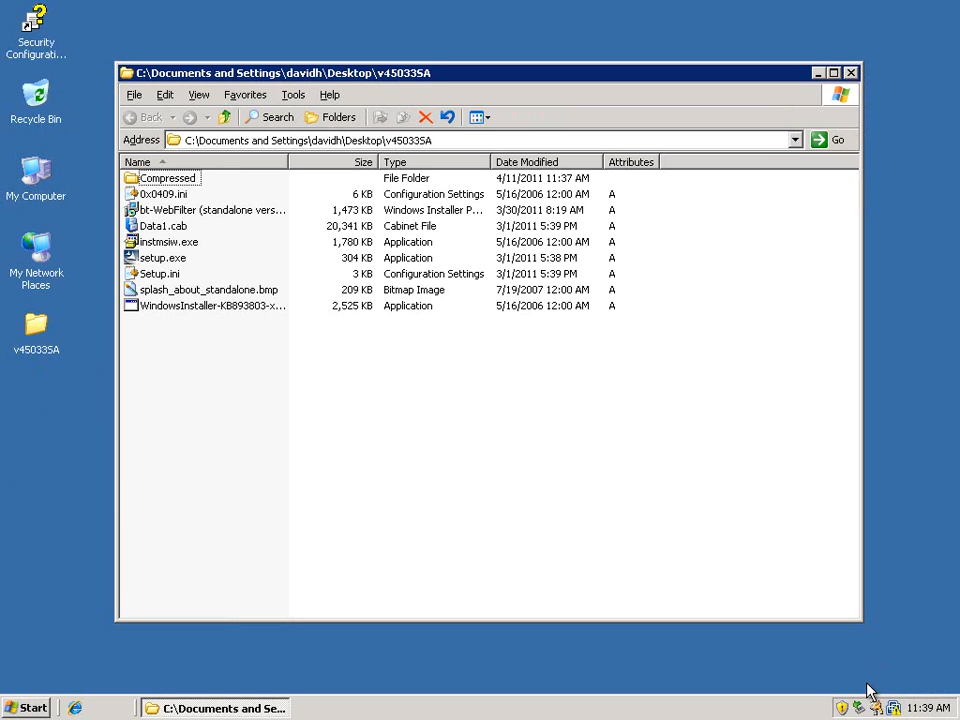 Security
Configurati...
Recycle Bin
My Computer
My Network
Places
v45033SA
C:\Documents and Settings\davidh\Desktop\v45033SA
File Edit View Favorites Tools Help
Back Search Folders
Address C:\Documents and Settings\davidh\Desktop\v45033SA Go
Name Size Type Date Modified Attributes
Compressed File Folder 4/11/2011 11:37 AM
0x0409.ini 6 KB Configuration Settings 5/16/2006 12:00 AM A
bt-WebFilter (standalone vers... 1,473 KB Windows Installer P... 3/30/2011 8:19 AM A
Data1.cab 20,341 KB Cabinet File 3/1/2011 5:39 PM A
instmsiw.exe 1,780 KB Application 5/16/2006 12:00 AM A
setup.exe 304 KB Application 3/1/2011 5:38 PM A
Setup.ini 3 KB Configuration Settings 3/1/2011 5:39 PM A
splash_about_standalone.bmp 209 KB Bitmap Image 7/19/2007 12:00 AM A
WindowsInstaller-KB893803-x... 2,525 KB Application 5/16/2006 12:00 AM A
Start C:\Documents and Se... 11:39 AM